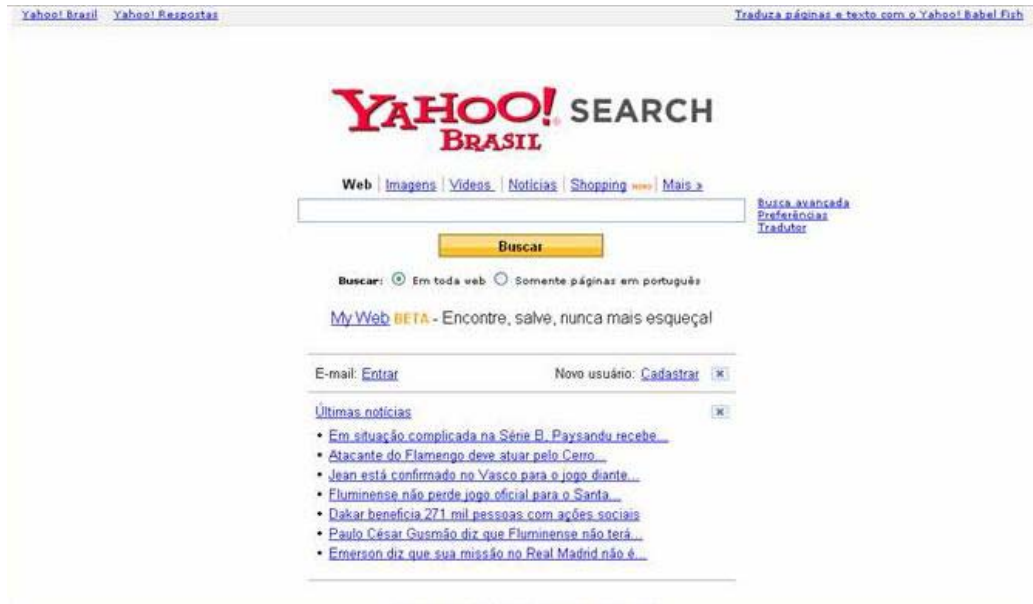 Yahoo! Brasil Yahoo! Respostas Traduza páginas e texto com o Yahoo! Babel Fish
YAHOO! SEARCH
BRASIL
Web | Imagens | Vídeos | Notícias | Shopping NOVO | Mais »
Busca avançada
Preferências
Tradutor
Buscar
Buscar: Em toda web Somente páginas em português
My Web BETA - Encontre, salve, nunca mais esqueça!
E-mail: Entrar Novo usuário: Cadastrar
Últimas notícias
• Em situação complicada na Série B, Paysandu recebe...
• Atacante do Flamengo deve atuar pelo Cerro...
• Jean está confirmado no Vasco para o jogo diante...
• Fluminense não perde jogo oficial para o Santa...
• Dakar beneficia 271 mil pessoas com ações sociais
• Paulo César Gusmão diz que Fluminense não terá...
• Emerson diz que sua missão no Real Madrid não é...